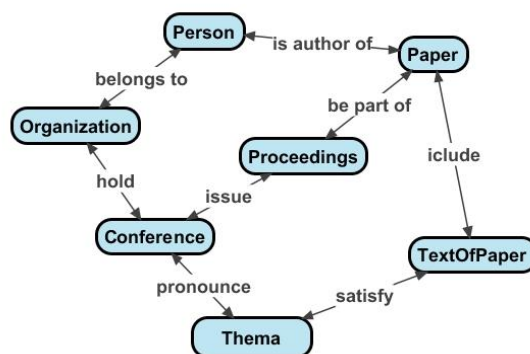 Person
is author of
Paper
belongs to
Organization
be part of
Proceedings
iclude
hold
issue
Conference
TextOfPaper
pronounce
satisfy
Thema